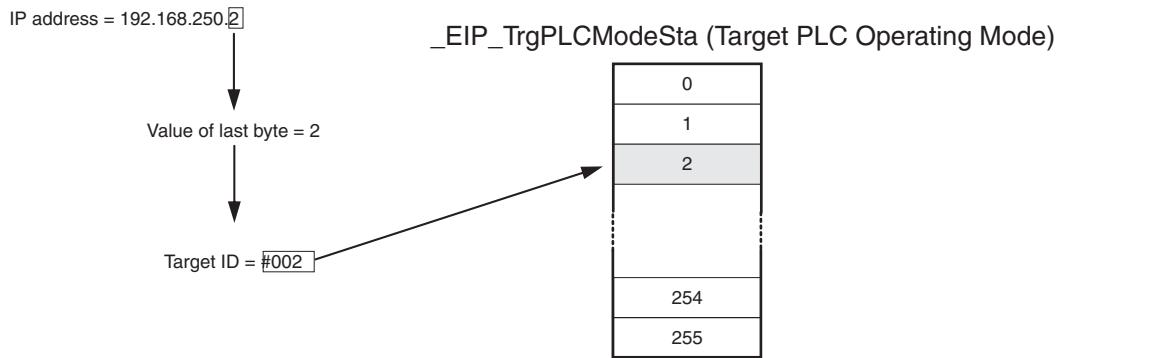 IP address = 192.168.250.2
_EIP_TrgPLCModeSta (Target PLC Operating Mode)
0
1
Value of last byte = 2
2
Target ID = #002
254
255